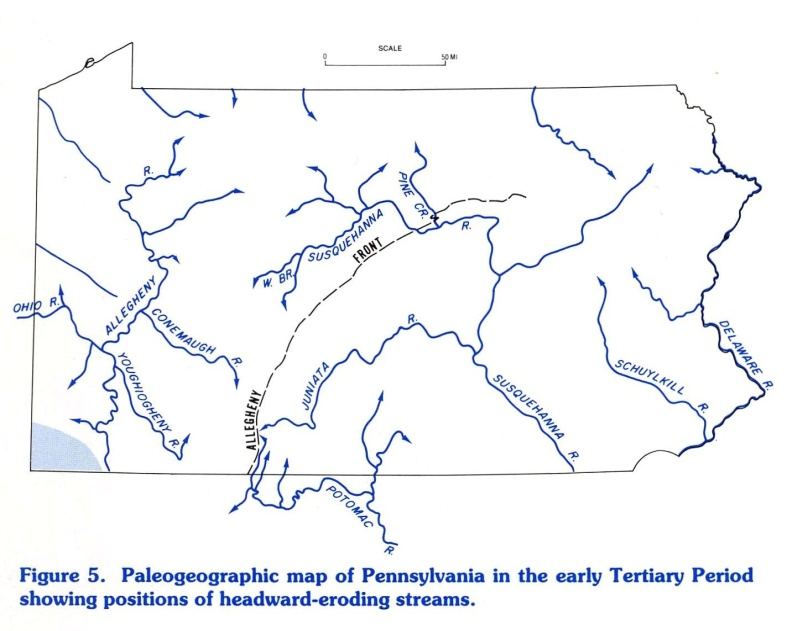 SCALE
0 50 MI
R.
PINE CR.
SUSQUEHANNA
R.
FRONT
W. BR.
OHIO R.
ALLEGHENY
CONEMAUGH R.
YOUGHIOGHENY R.
JUNIATA
R.
ALLEGHENY
SUSQUEHANNA R.
SCHUYLKILL R.
DELAWARE R.
POTOMAC
R.
Figure 5. Paleogeographic map of Pennsylvania in the early Tertiary Period
showing positions of headward-eroding streams.